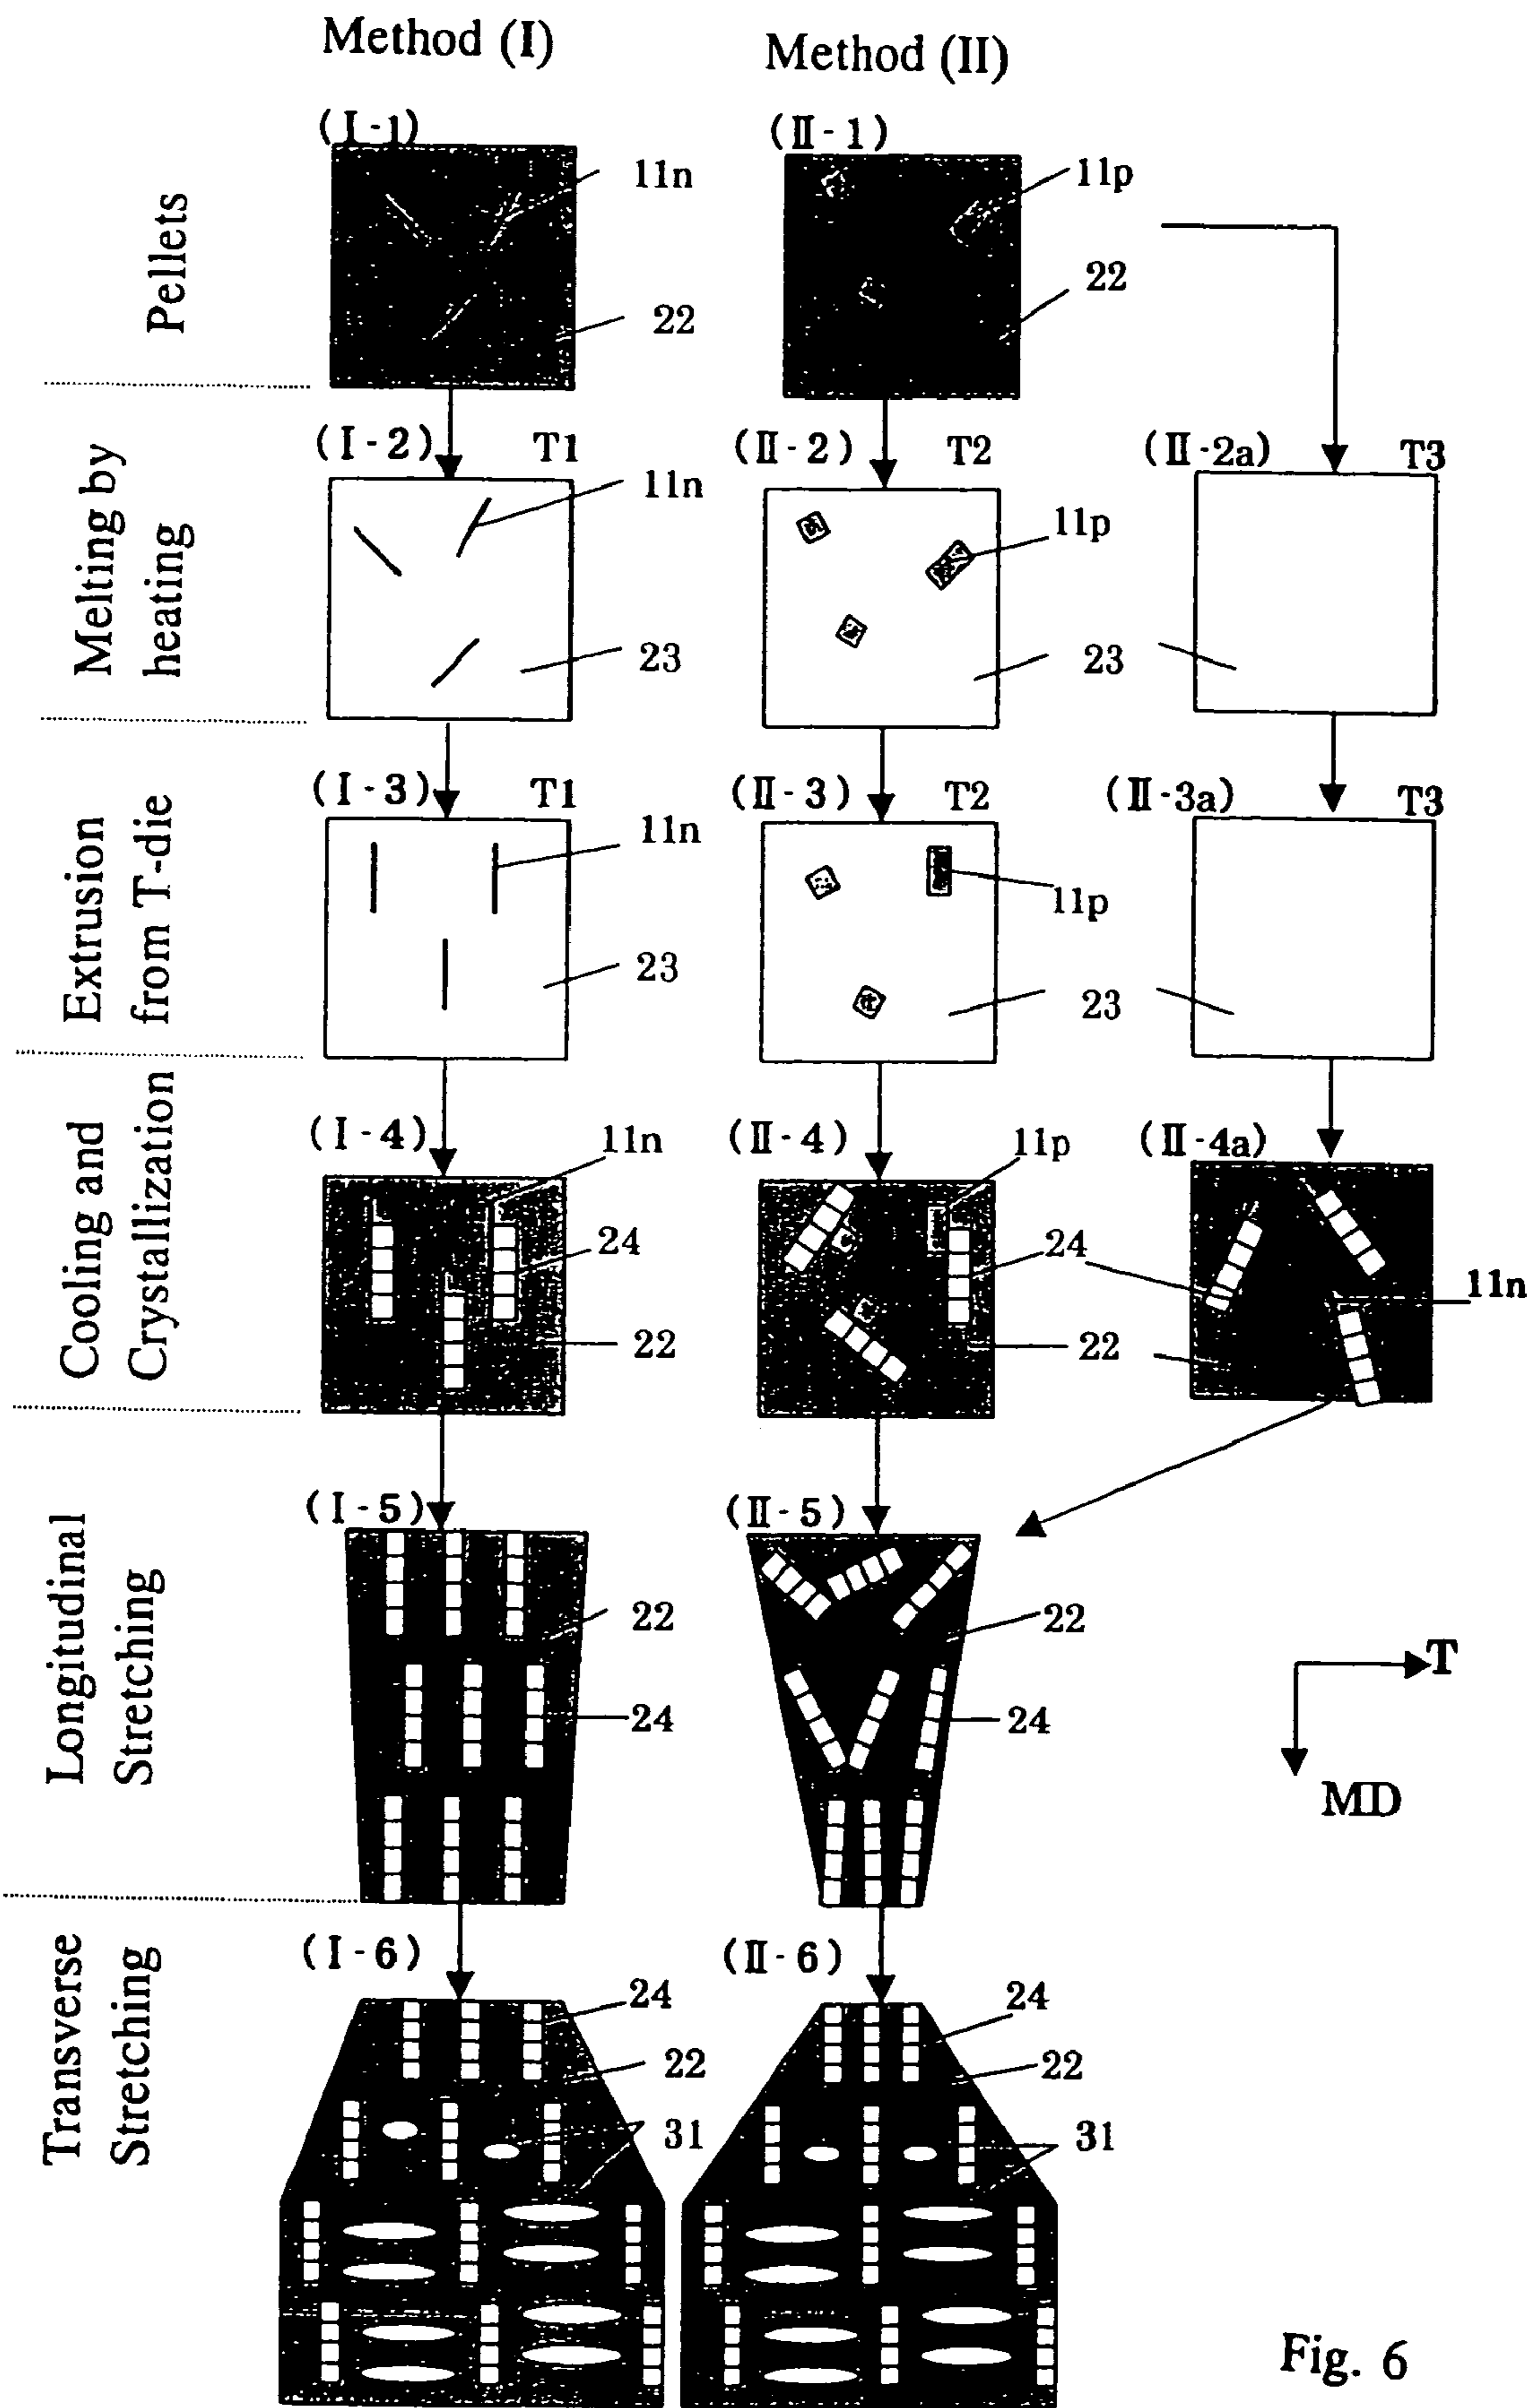 Method (I)
Method (II)
Pellets
(I-1)
11n
22
(II-1)
11p
22
Melting by
heating
(I-2)
T1
11n
23
(II-2)
T2
11p
23
(II-2a)
T3
Extrusion
from T-die
(I-3)
T1
11n
23
(II-3)
T2
11p
23
(II-3a)
T3
Cooling and
Crystallization
(I-4)
11n
24
22
(II-4)
11p
24
22
(II-4a)
11n
Longitudinal
Stretching
(I-5)
22
24
(II-5)
22
24
T
MD
Transverse
Stretching
(I-6)
24
22
31
(II-6)
24
22
31
Fig. 6